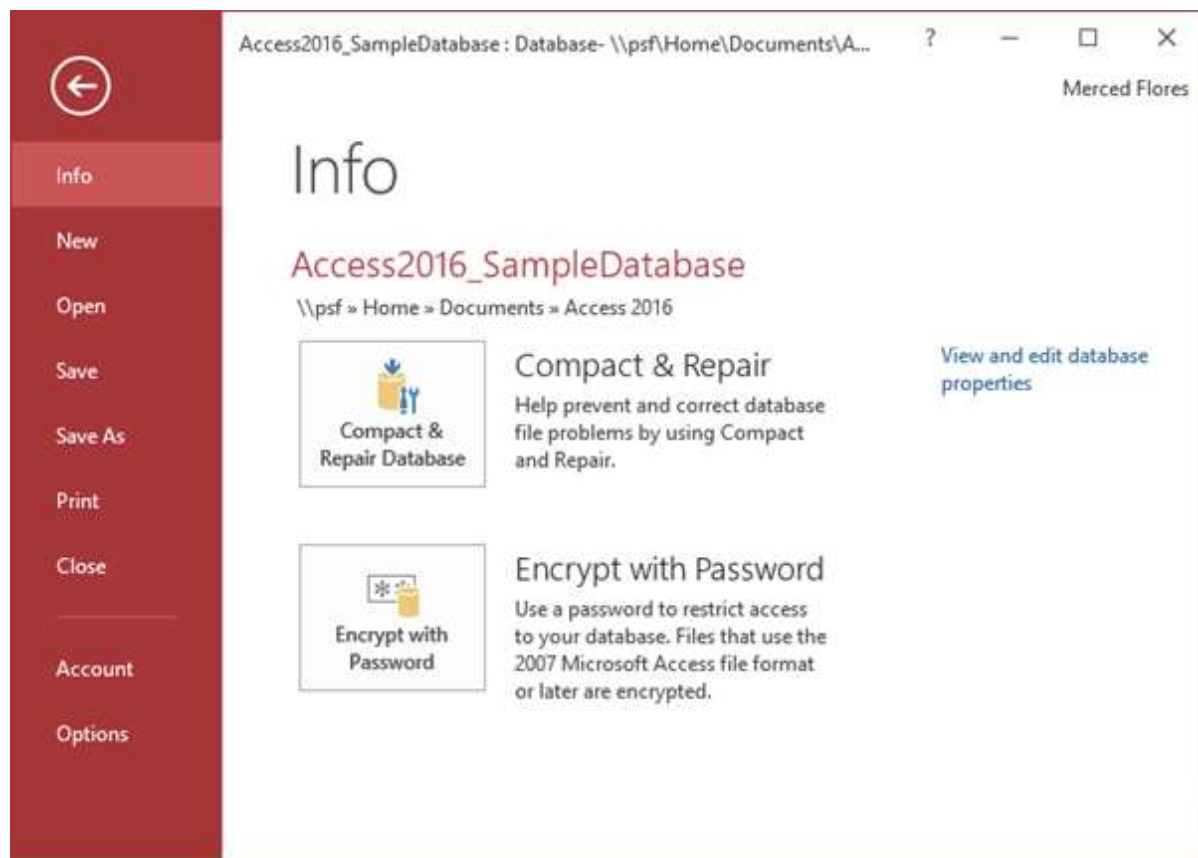 Access2016_SampleDatabase : Database- \\psf\Home\Documents\A...
?
Merced Flores
Info
New
Open
Save
Save As
Print
Close
Account
Options
Info
Access2016_SampleDatabase
\\psf » Home » Documents » Access 2016
Compact &
Repair Database
Compact & Repair
Help prevent and correct database
file problems by using Compact
and Repair.
View and edit database
properties
Encrypt with
Password
Encrypt with Password
Use a password to restrict access
to your database. Files that use the
2007 Microsoft Access file format
or later are encrypted.